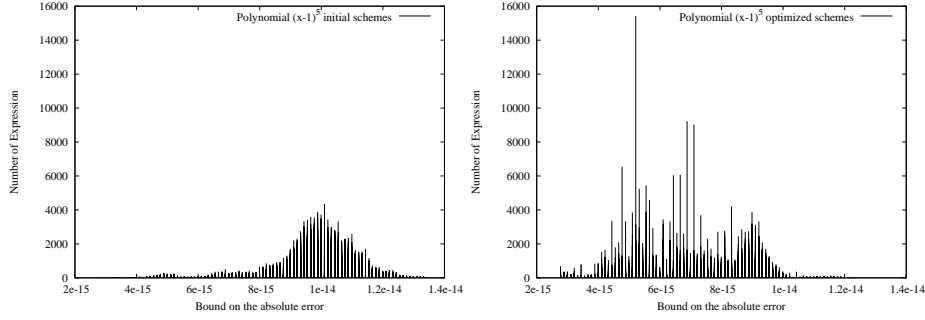 16000
14000
12000
10000
8000
6000
4000
2000
0
2e-15
4e-15
6e-15
8e-15
1e-14
1.2e-14
1.4e-14
Number of Expression
Bound on the absolute error
Polynomial (x-1)^5 initial schemes
16000
14000
12000
10000
8000
6000
4000
2000
0
2e-15
4e-15
6e-15
8e-15
1e-14
1.2e-14
1.4e-14
Number of Expression
Bound on the absolute error
Polynomial (x-1)^5 optimized schemes